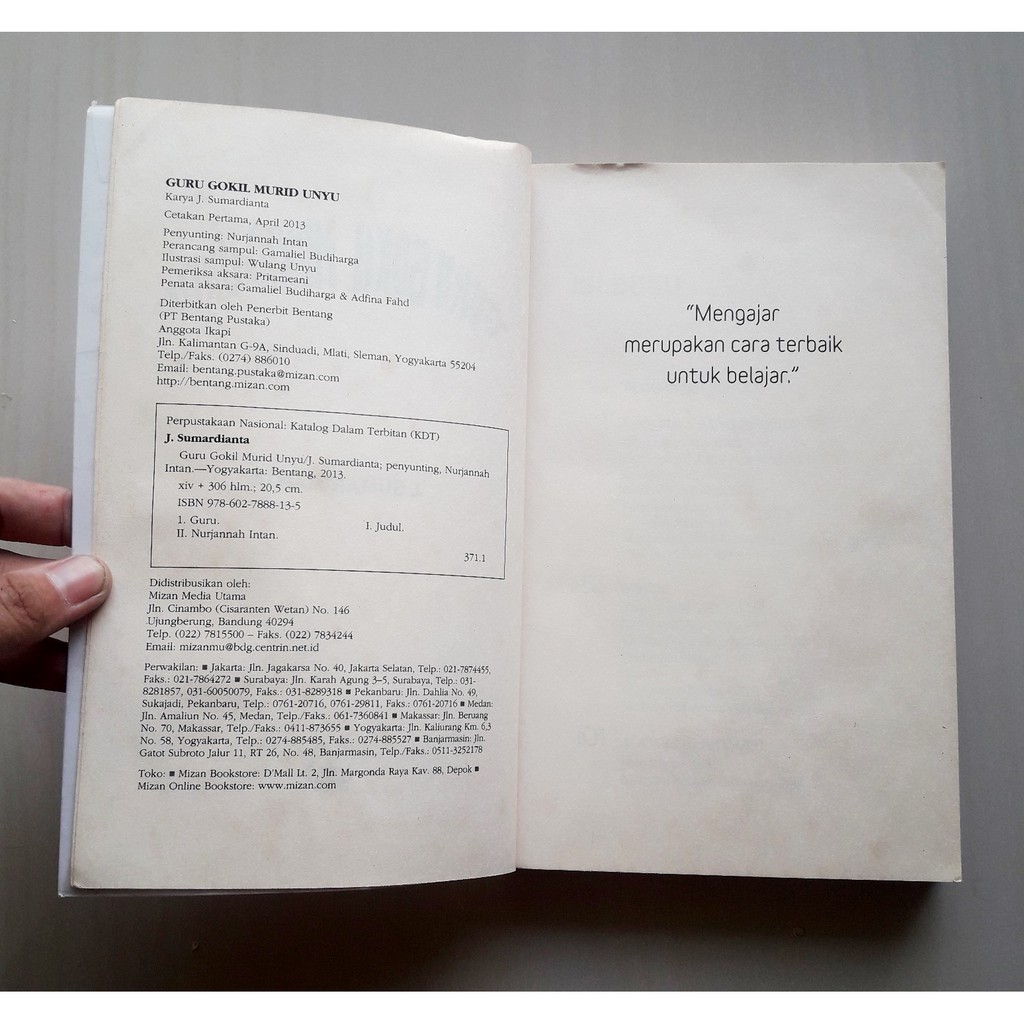 GURU GOKIL MURID UNYU
Karya J. Sumardianta
Cetakan Pertama, April 2013
Penyunting: Nurjannah Intan
Perancang sampul: Gamaliel Budiharga
Ilustrasi sampul: Wulang Unyu
Pemeriksa aksara: Pritameani
Penata aksara: Gamaliel Budiharga & Adfina Fahd
Diterbitkan oleh Penerbit Bentang
(PT Bentang Pustaka)
Anggota Ikapi
Jln. Kalimantan G-9A, Sinduadi, Mlati, Sleman, Yogyakarta 55204
Telp./Faks. (0274) 886010
Email: bentang.pustaka@mizan.com
http://bentang.mizan.com
Perpustakaan Nasional: Katalog Dalam Terbitan (KDT)
J. Sumardianta
Guru Gokil Murid Unyu/J. Sumardianta; penyunting, Nurjannah
Intan.—Yogyakarta: Bentang, 2013.
xiv + 306 hlm.; 20,5 cm.
ISBN 978-602-7888-13-5
1. Guru. I. Judul.
II. Nurjannah Intan.
371.1
Didistribusikan oleh:
Mizan Media Utama
Jln. Cinambo (Cisaranten Wetan) No. 146
Ujungberung, Bandung 40294
Telp. (022) 7815500 – Faks. (022) 7834244
Email: mizanmu@bdg.centrin.net.id
Perwakilan: ■ Jakarta: Jln. Jagakarsa No. 40, Jakarta Selatan, Telp.: 021-7874455,
Faks.: 021-7864272 ■ Surabaya: Jln. Karah Agung 3–5, Surabaya, Telp.: 031-
8281857, 031-60050079, Faks.: 031-8289318 ■ Pekanbaru: Jln. Dahlia No. 49,
Sukajadi, Pekanbaru, Telp.: 0761-20716, 0761-29811, Faks.: 0761-20716 ■ Medan:
Jln. Amaliun No. 45, Medan, Telp./Faks.: 061-7360841 ■ Makassar: Jln. Beruang
No. 70, Makassar, Telp./Faks.: 0411-873655 ■ Yogyakarta: Jln. Kaliurang Km. 6,3
No. 58, Yogyakarta, Telp.: 0274-885485, Faks.: 0274-885527 ■ Banjarmasin: Jln.
Gatot Subroto Jalur 11, RT 26, No. 48, Banjarmasin, Telp./Faks.: 0511-3252178
Toko: ■ Mizan Bookstore: D'Mall Lt. 2, Jln. Margonda Raya Kav. 88, Depok ■
Mizan Online Bookstore: www.mizan.com
“Mengajar
merupakan cara terbaik
untuk belajar.”